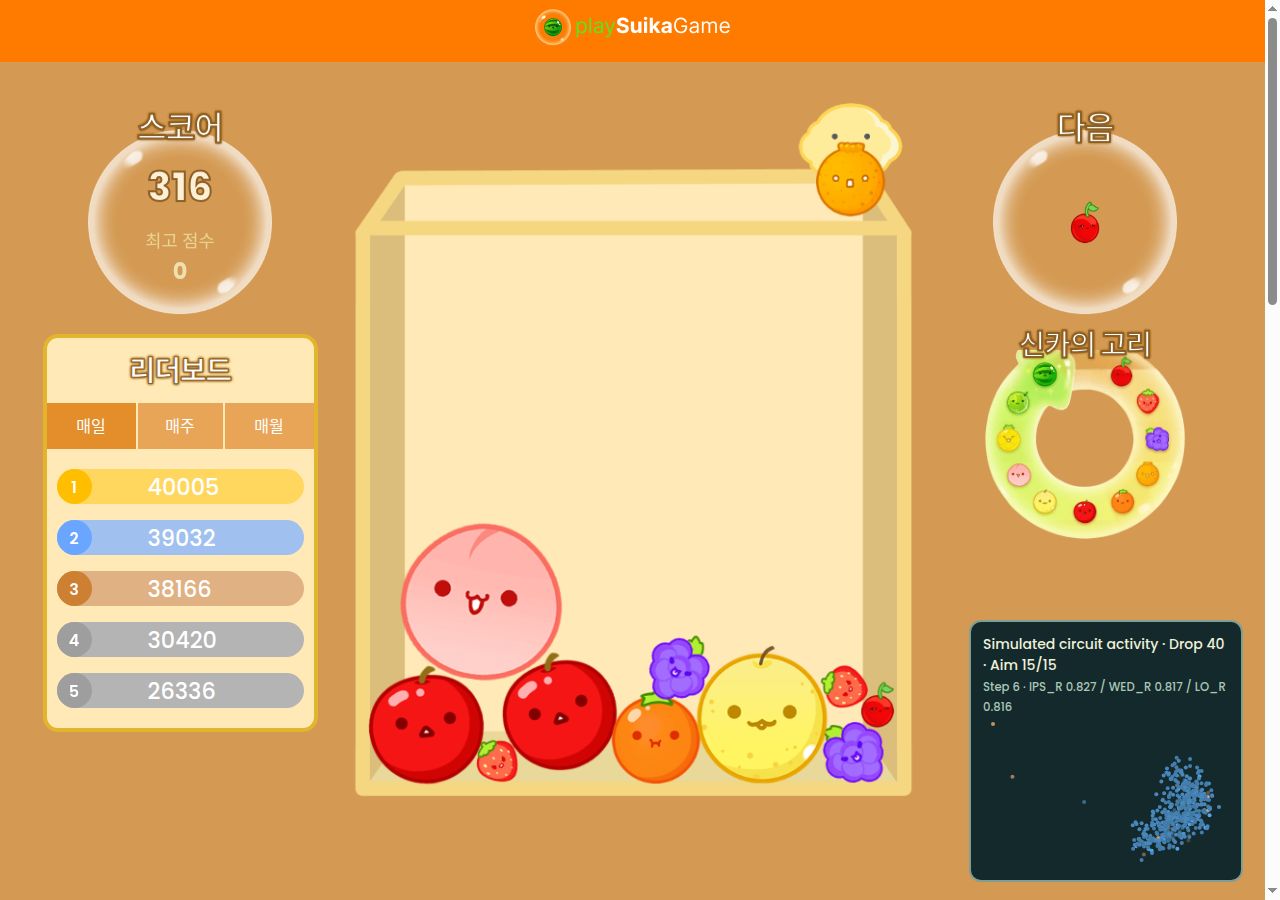 playSuikaGame
스코어
316
최고 점수
0
다음
리더보드
매일 매주 매월
1 40005
2 39032
3 38166
4 30420
5 26336
신카의 고리
Simulated circuit activity · Drop 40
· Aim 15/15
Step 6 · IPS_R 0.827 / WED_R 0.817 / LO_R
0.816